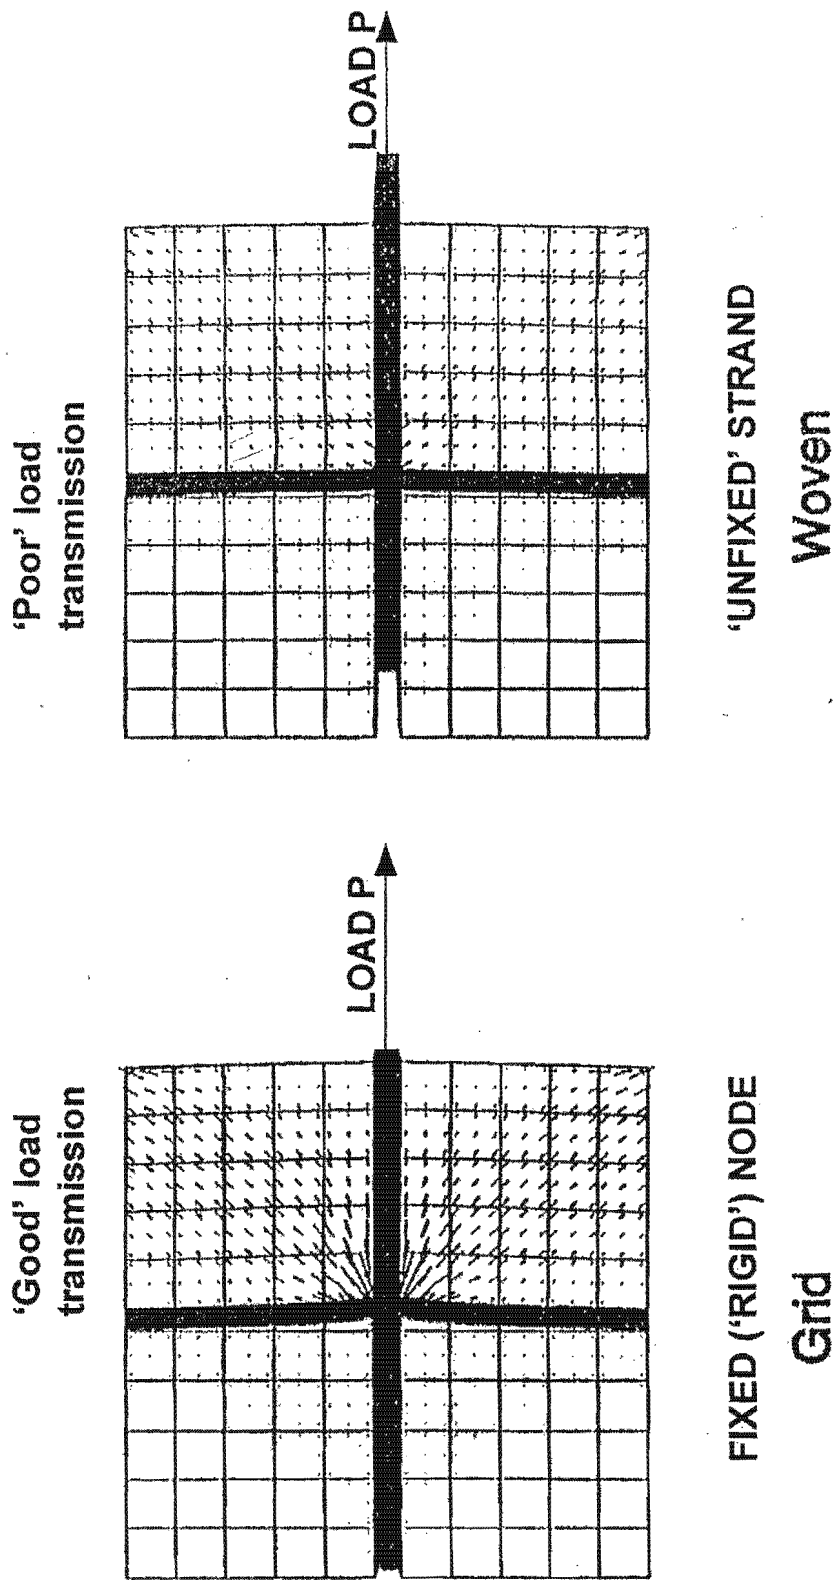 'Good' load
transmission
LOAD P
FIXED ('RIGID') NODE
Grid
'Poor' load
transmission
LOAD P
'UNFIXED' STRAND
Woven